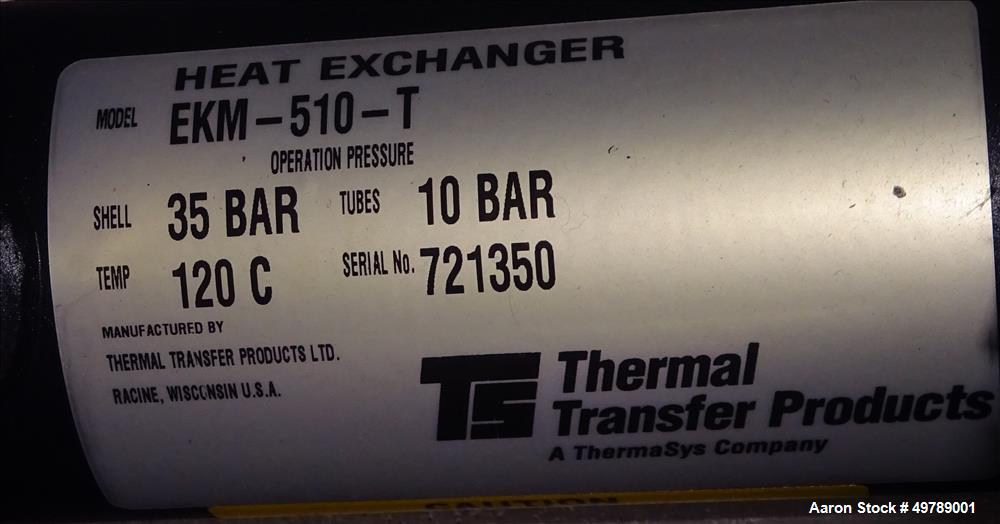 HEAT EXCHANGER
MODEL EKM-510-T
OPERATION PRESSURE
SHELL 35 BAR TUBES 10 BAR
TEMP 120 C SERIAL No. 721350
MANUFACTURED BY
THERMAL TRANSFER PRODUCTS LTD.
RACINE, WISCONSIN U.S.A.
TS Thermal
Transfer Products
A ThermaSys Company
CAUTION
Aaron Stock # 49789001